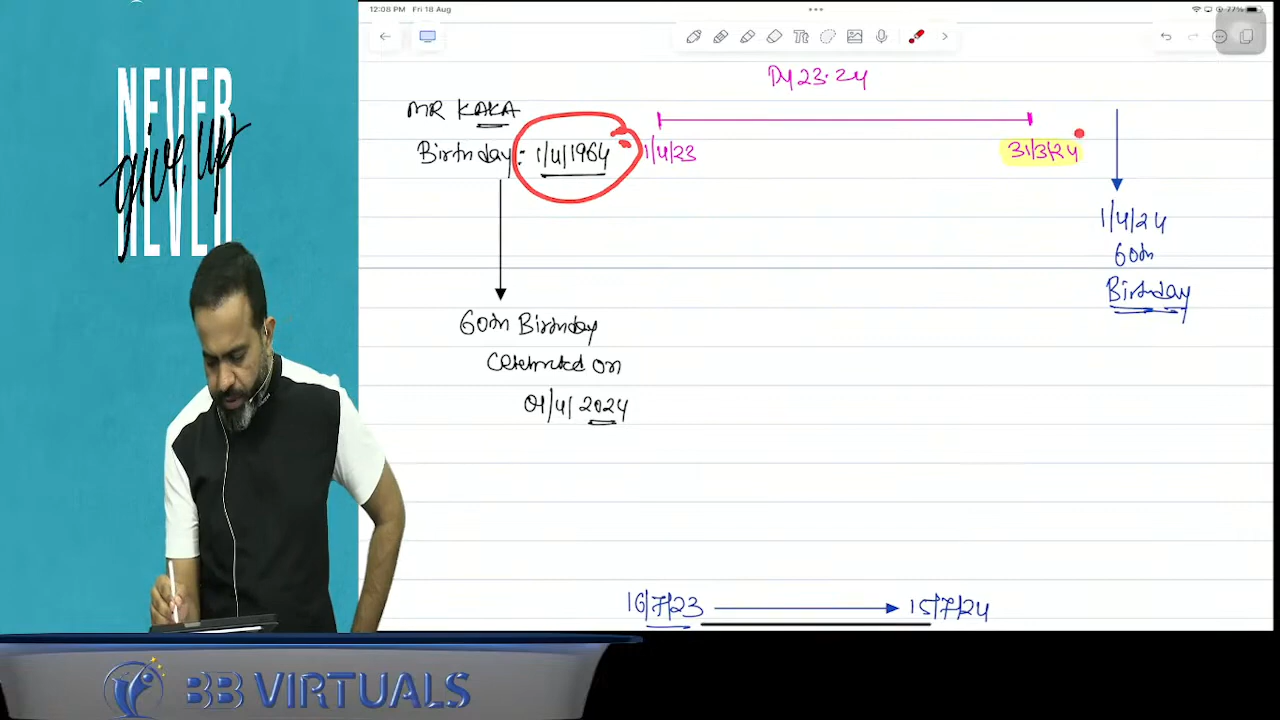 12:08 PM Fri 18 Aug
77%
NEVER
give up
NEVER
PY 23-24
MR KAKA
Birthday: 1/4/1964
1/4/23
31/3/24
1/4/24
60th
Birthday
60th Birthday
Celebrated on
01/4/2024
16/7/23
15/7/24
BB VIRTUALS